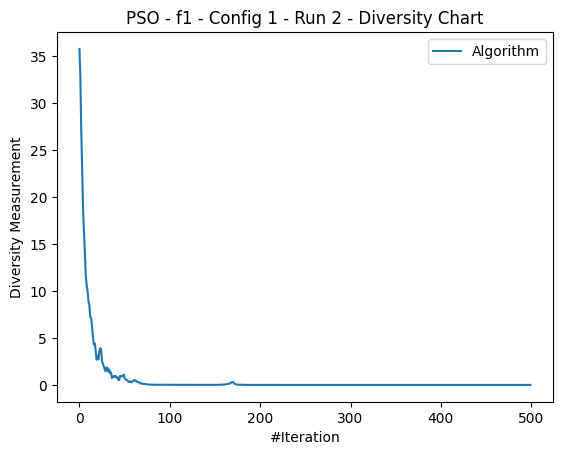 PSO - f1 - Config 1 - Run 2 - Diversity Chart
Algorithm
Diversity Measurement
35
30
25
20
15
10
5
0
0 100 200 300 400 500
#Iteration